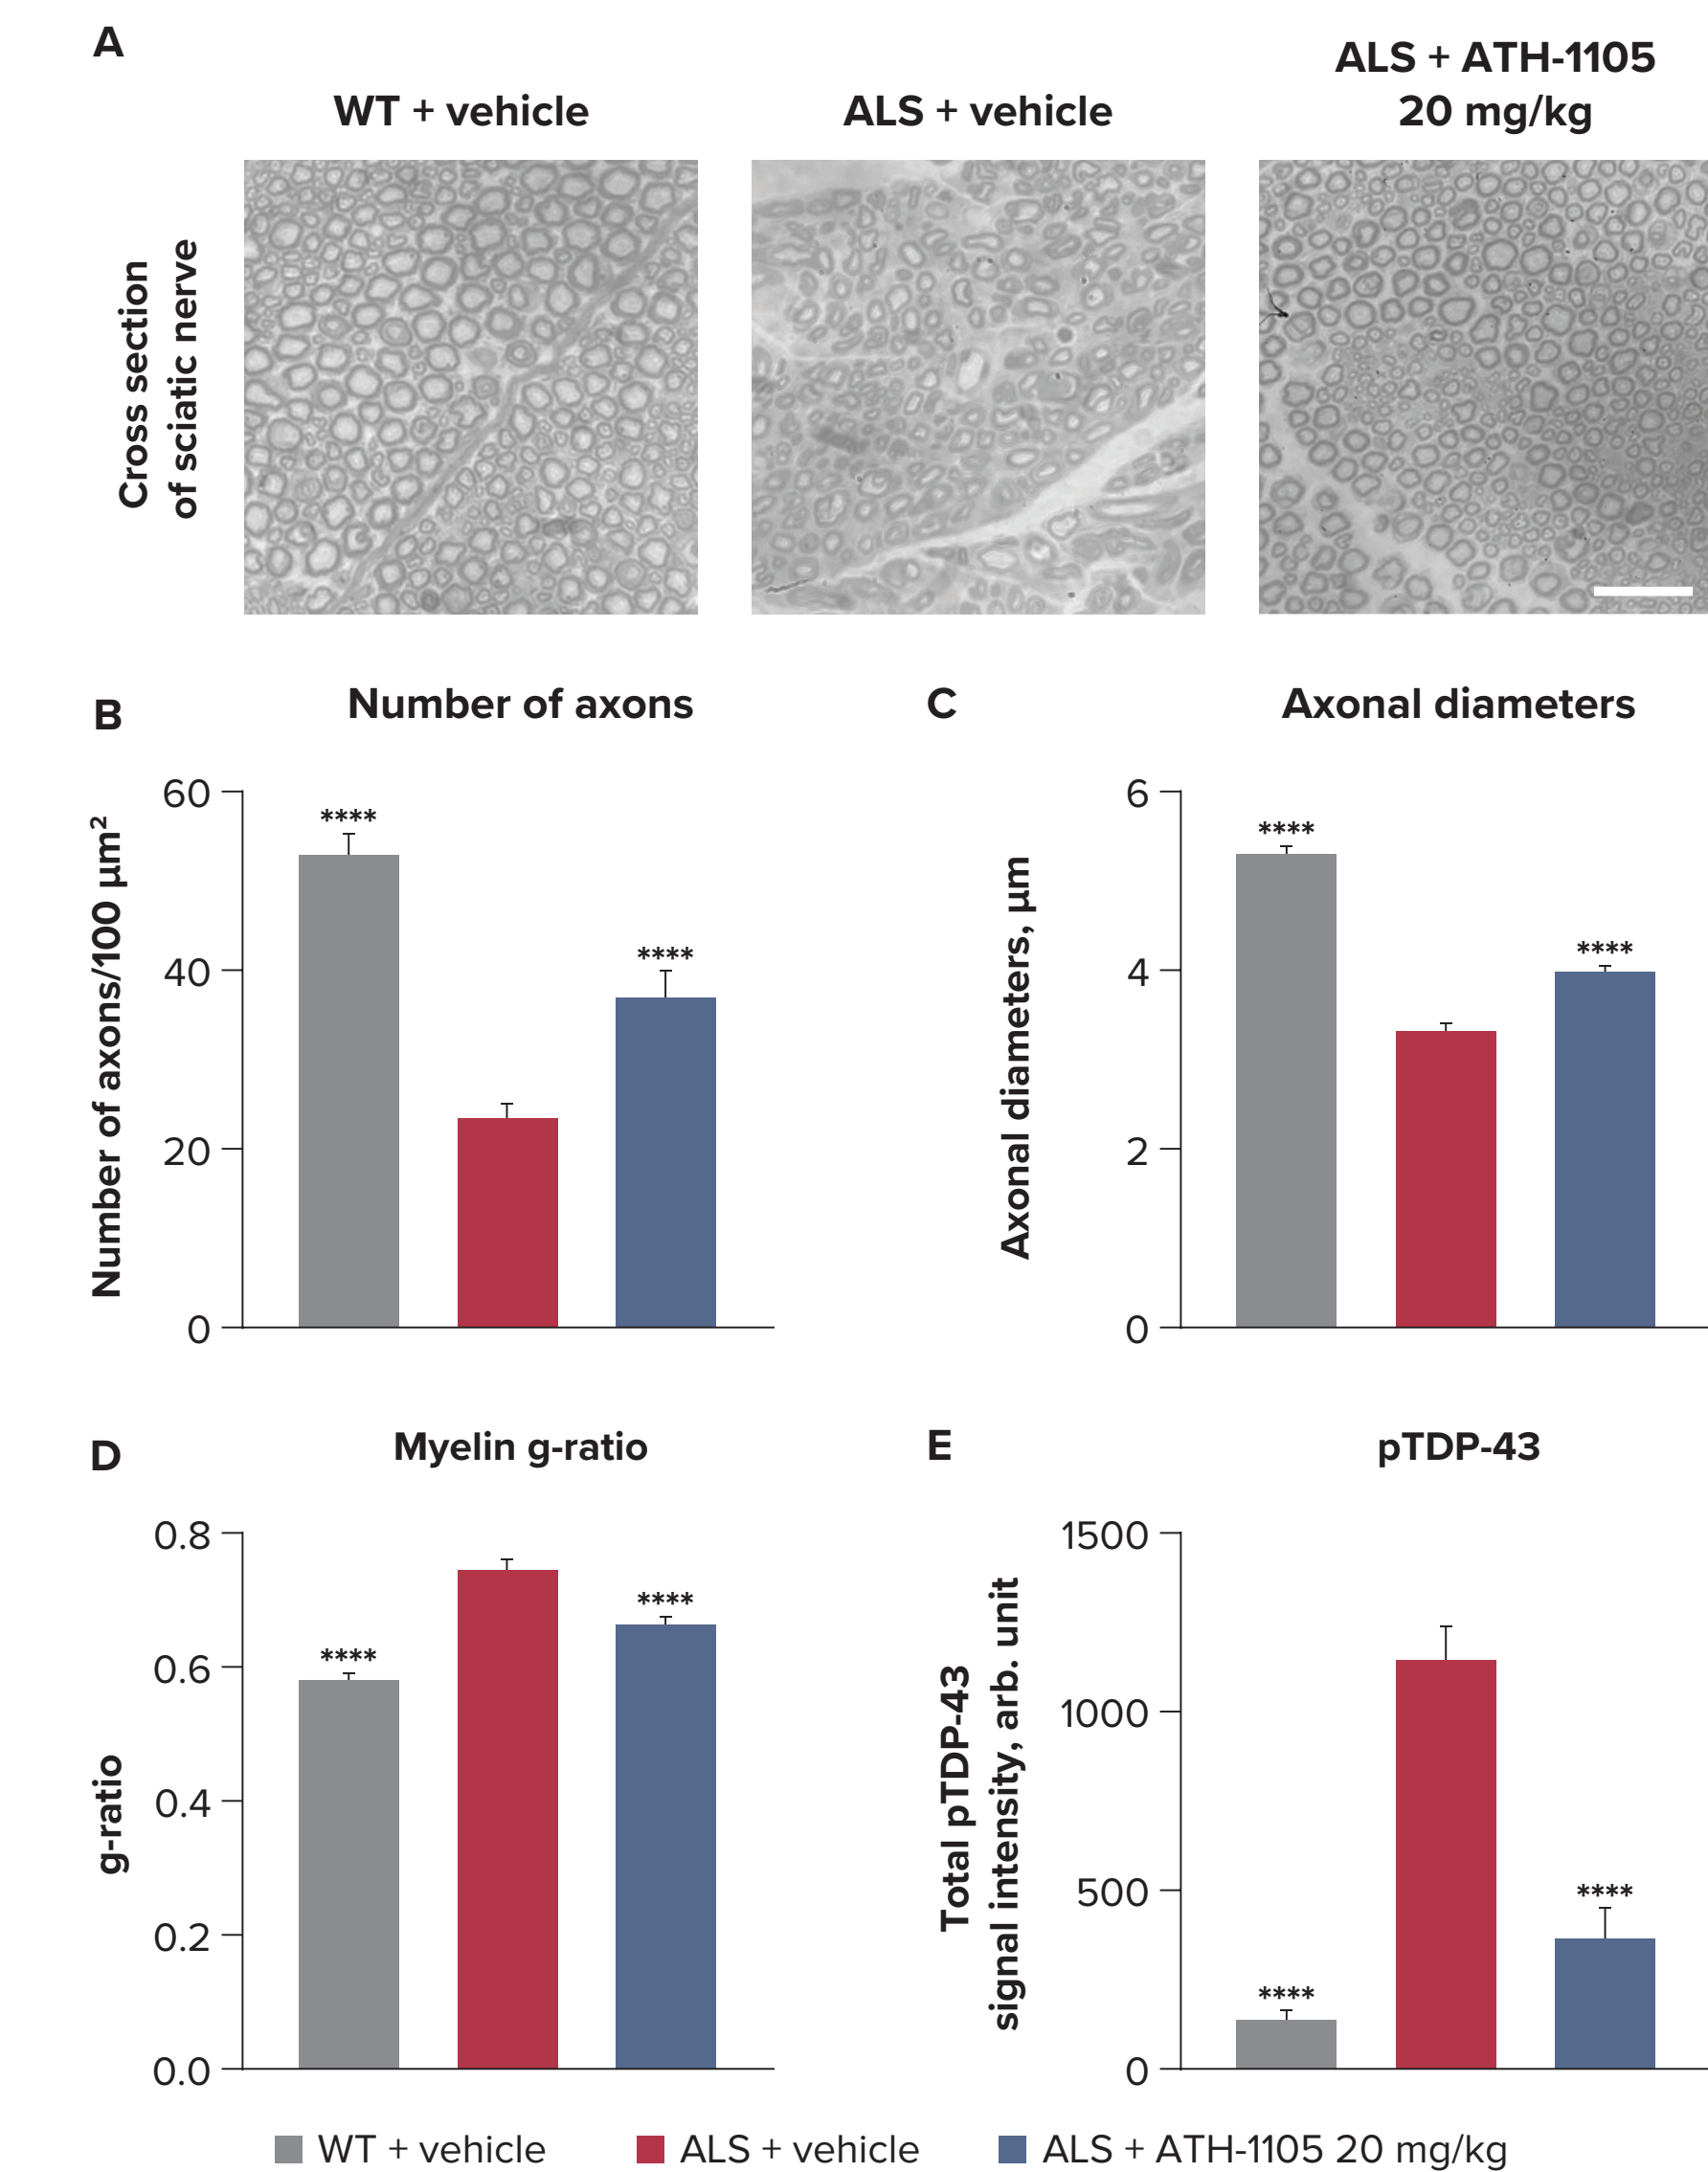 A
WT + vehicle
ALS + vehicle
ALS + ATH-1105
20 mg/kg
Cross section
of sciatic nerve
B
Number of axons
Number of axons/100 µm²
60
40
20
0
****
****
C
Axonal diameters
Axonal diameters, µm
6
4
2
0
****
****
D
Myelin g-ratio
g-ratio
0.8
0.6
0.4
0.2
0.0
****
****
E
pTDP-43
Total pTDP-43
signal intensity, arb. unit
1500
1000
500
0
****
****
WT + vehicle
ALS + vehicle
ALS + ATH-1105 20 mg/kg